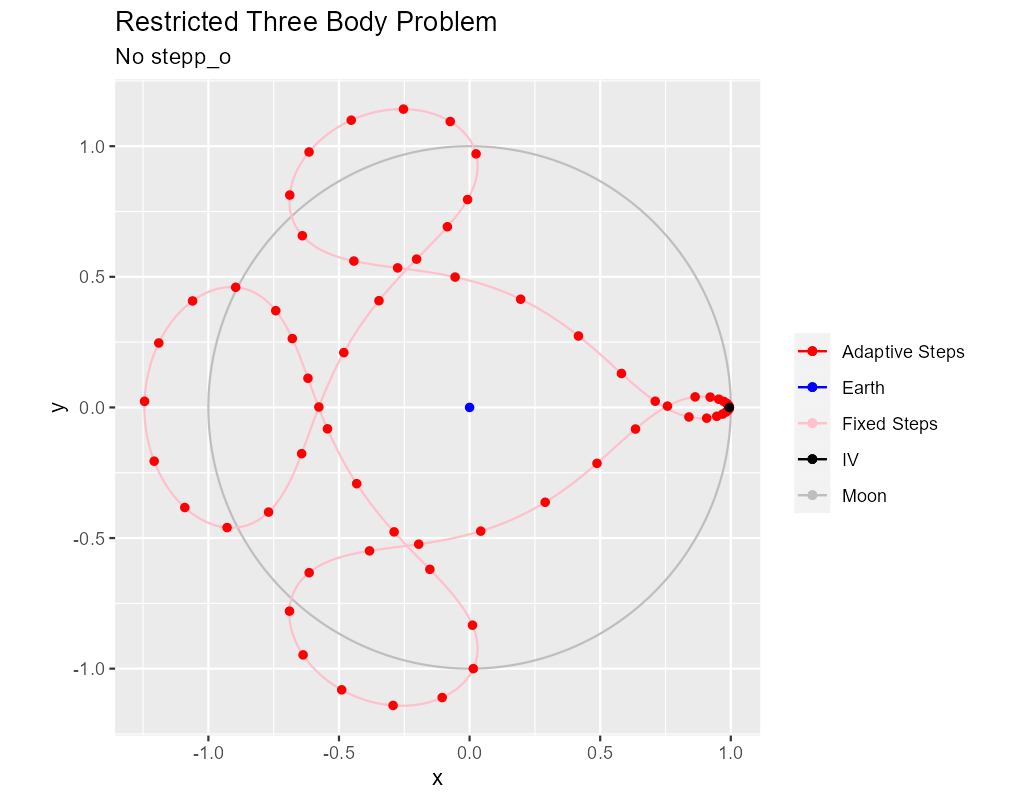 Restricted Three Body Problem
No stepp_o
y
1.0
0.5
0.0
-0.5
-1.0
-1.0 -0.5 0.0 0.5 1.0
x
Adaptive Steps
Earth
Fixed Steps
IV
Moon